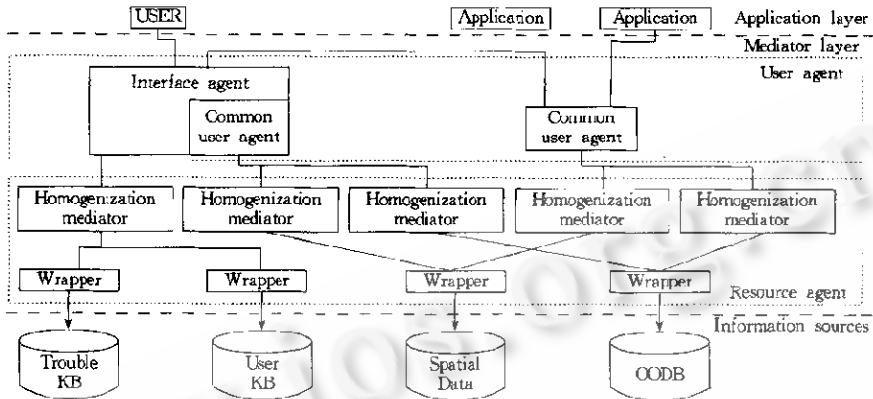 USER
Application
Application
Application layer
Mediator layer
User agent
Interface agent
Common
user agent
Common
user agent
Homogenization
mediator
Homogenization
mediator
Homogenization
mediator
Homogenization
mediator
Homogenization
mediator
Wrapper
Wrapper
Wrapper
Wrapper
Resource agent
Information sources
Trouble
KB
User
KB
Spatial
Data
OODB